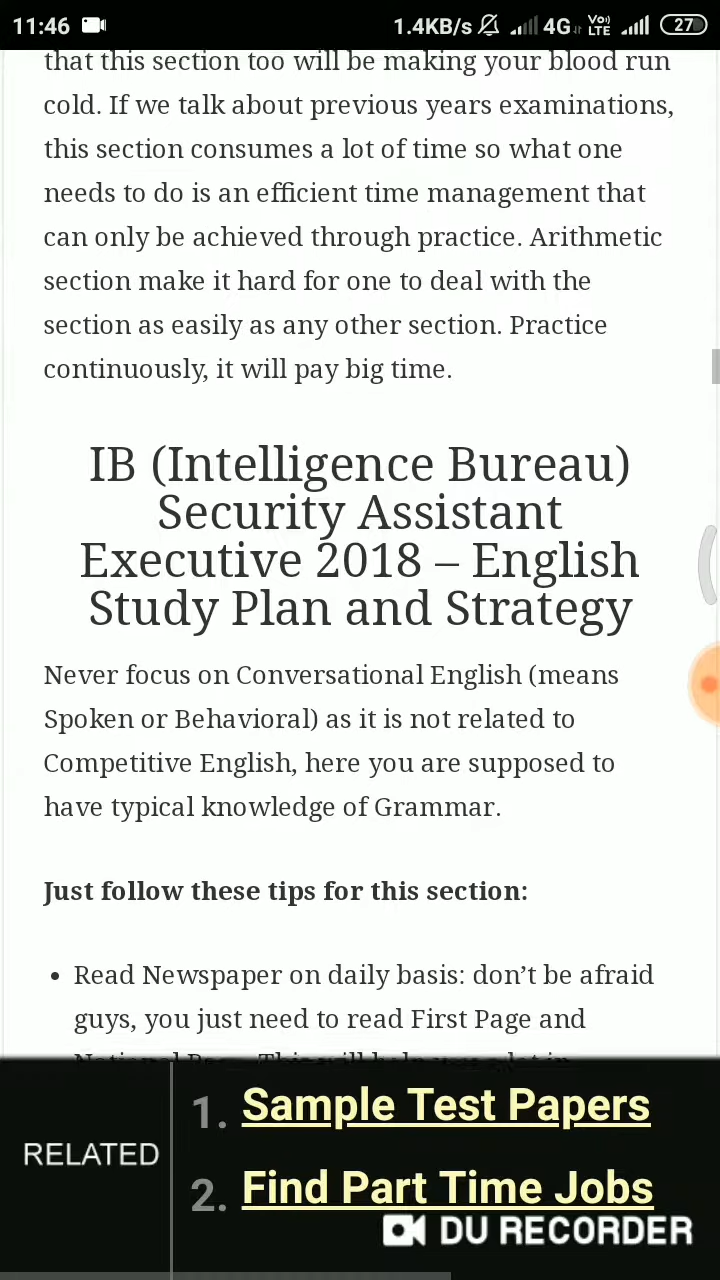 11:46 1.4KB/s 4G Vo) LTE 27
that this section too will be making your blood run
cold. If we talk about previous years examinations,
this section consumes a lot of time so what one
needs to do is an efficient time management that
can only be achieved through practice. Arithmetic
section make it hard for one to deal with the
section as easily as any other section. Practice
continuously, it will pay big time.
IB (Intelligence Bureau)
Security Assistant
Executive 2018 – English
Study Plan and Strategy
Never focus on Conversational English (means
Spoken or Behavioral) as it is not related to
Competitive English, here you are supposed to
have typical knowledge of Grammar.
Just follow these tips for this section:
• Read Newspaper on daily basis: don’t be afraid
guys, you just need to read First Page and
RELATED
1. Sample Test Papers
2. Find Part Time Jobs
DU RECORDER